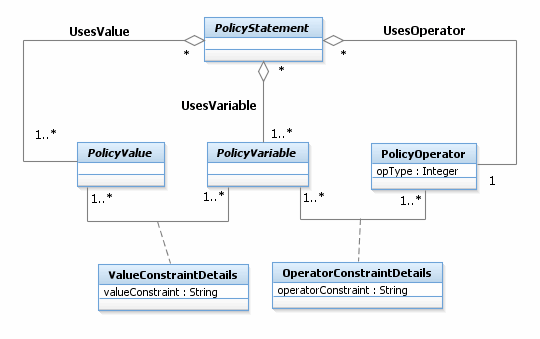 UsesValue
PolicyStatement
UsesOperator
*
*
*
UsesVariable
1..*
1..*
PolicyValue
PolicyVariable
PolicyOperator
opType : Integer
1
1..*
1..*
1..*
1..*
ValueConstraintDetails
valueConstraint : String
OperatorConstraintDetails
operatorConstraint : String